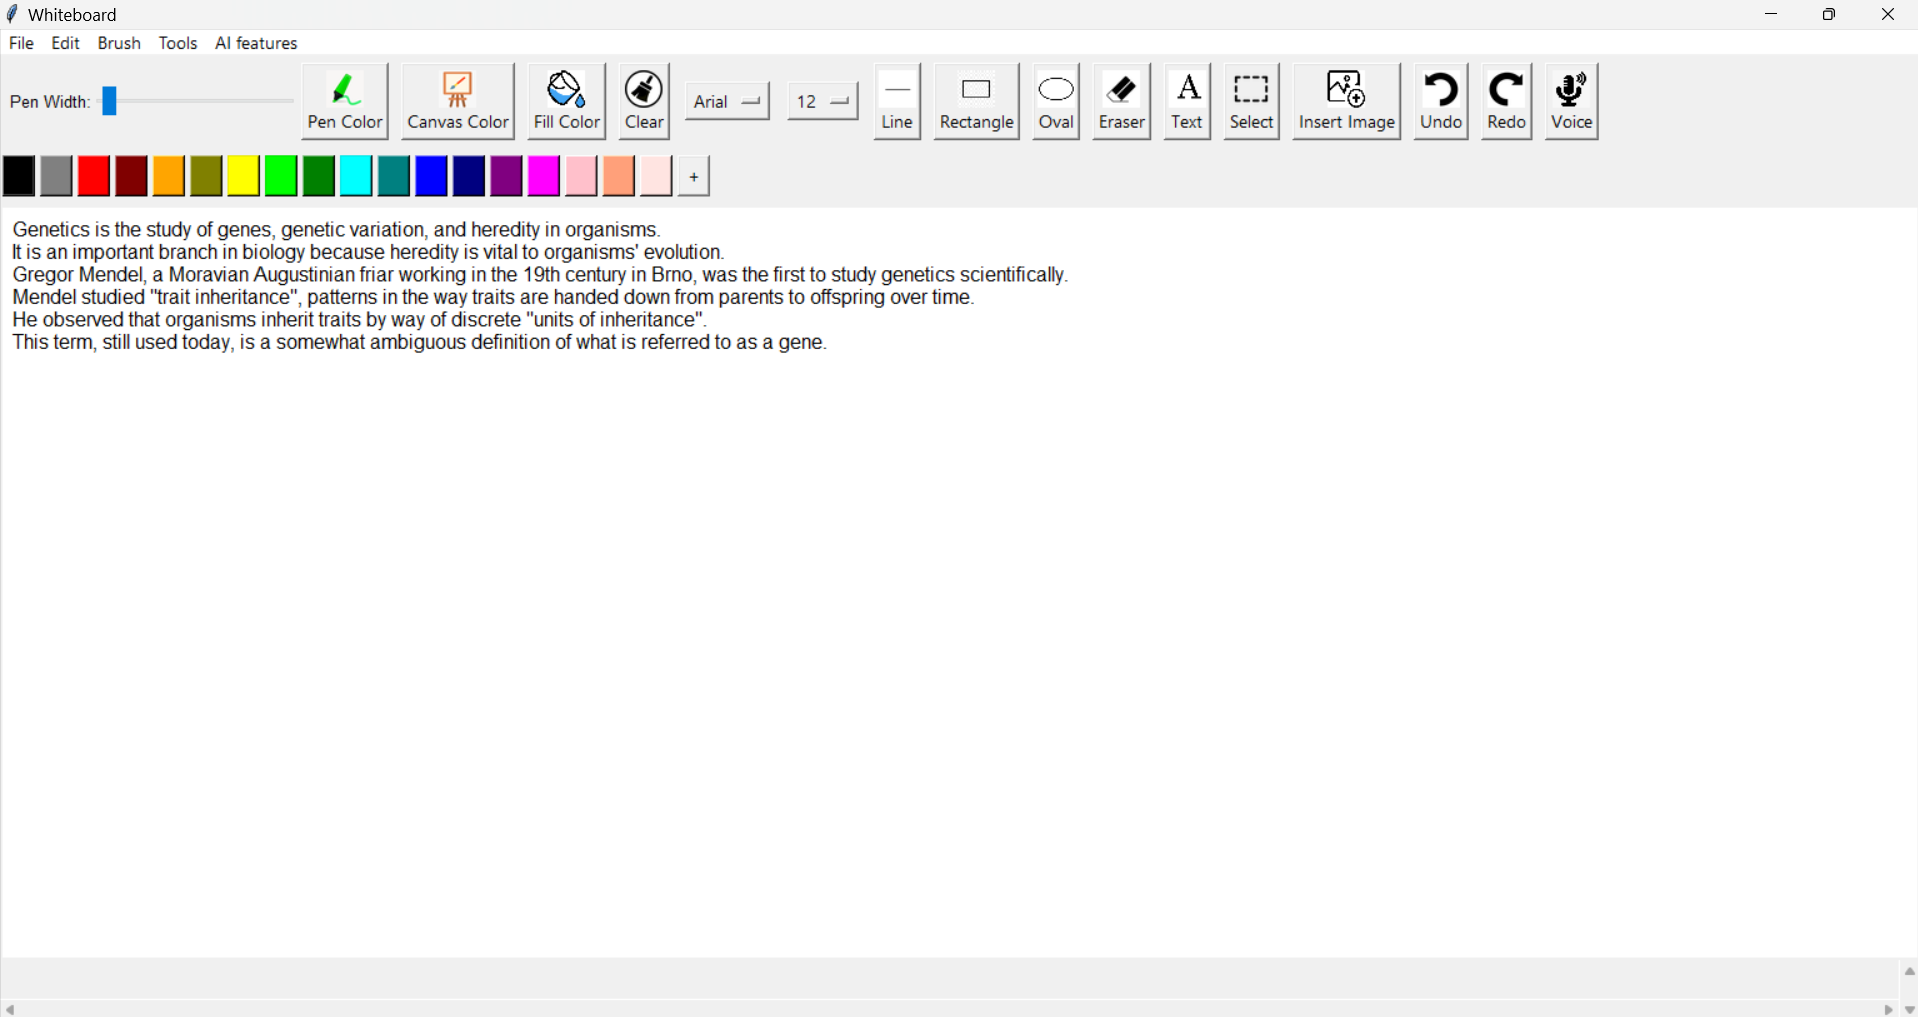 Whiteboard
File Edit Brush Tools AI features
Pen Width: Pen Color Canvas Color Fill Color Clear Arial 12 Line Rectangle Oval Eraser Text Select Insert Image Undo Redo Voice
+
Genetics is the study of genes, genetic variation, and heredity in organisms.
It is an important branch in biology because heredity is vital to organisms' evolution.
Gregor Mendel, a Moravian Augustinian friar working in the 19th century in Brno, was the first to study genetics scientifically.
Mendel studied "trait inheritance", patterns in the way traits are handed down from parents to offspring over time.
He observed that organisms inherit traits by way of discrete "units of inheritance".
This term, still used today, is a somewhat ambiguous definition of what is referred to as a gene.